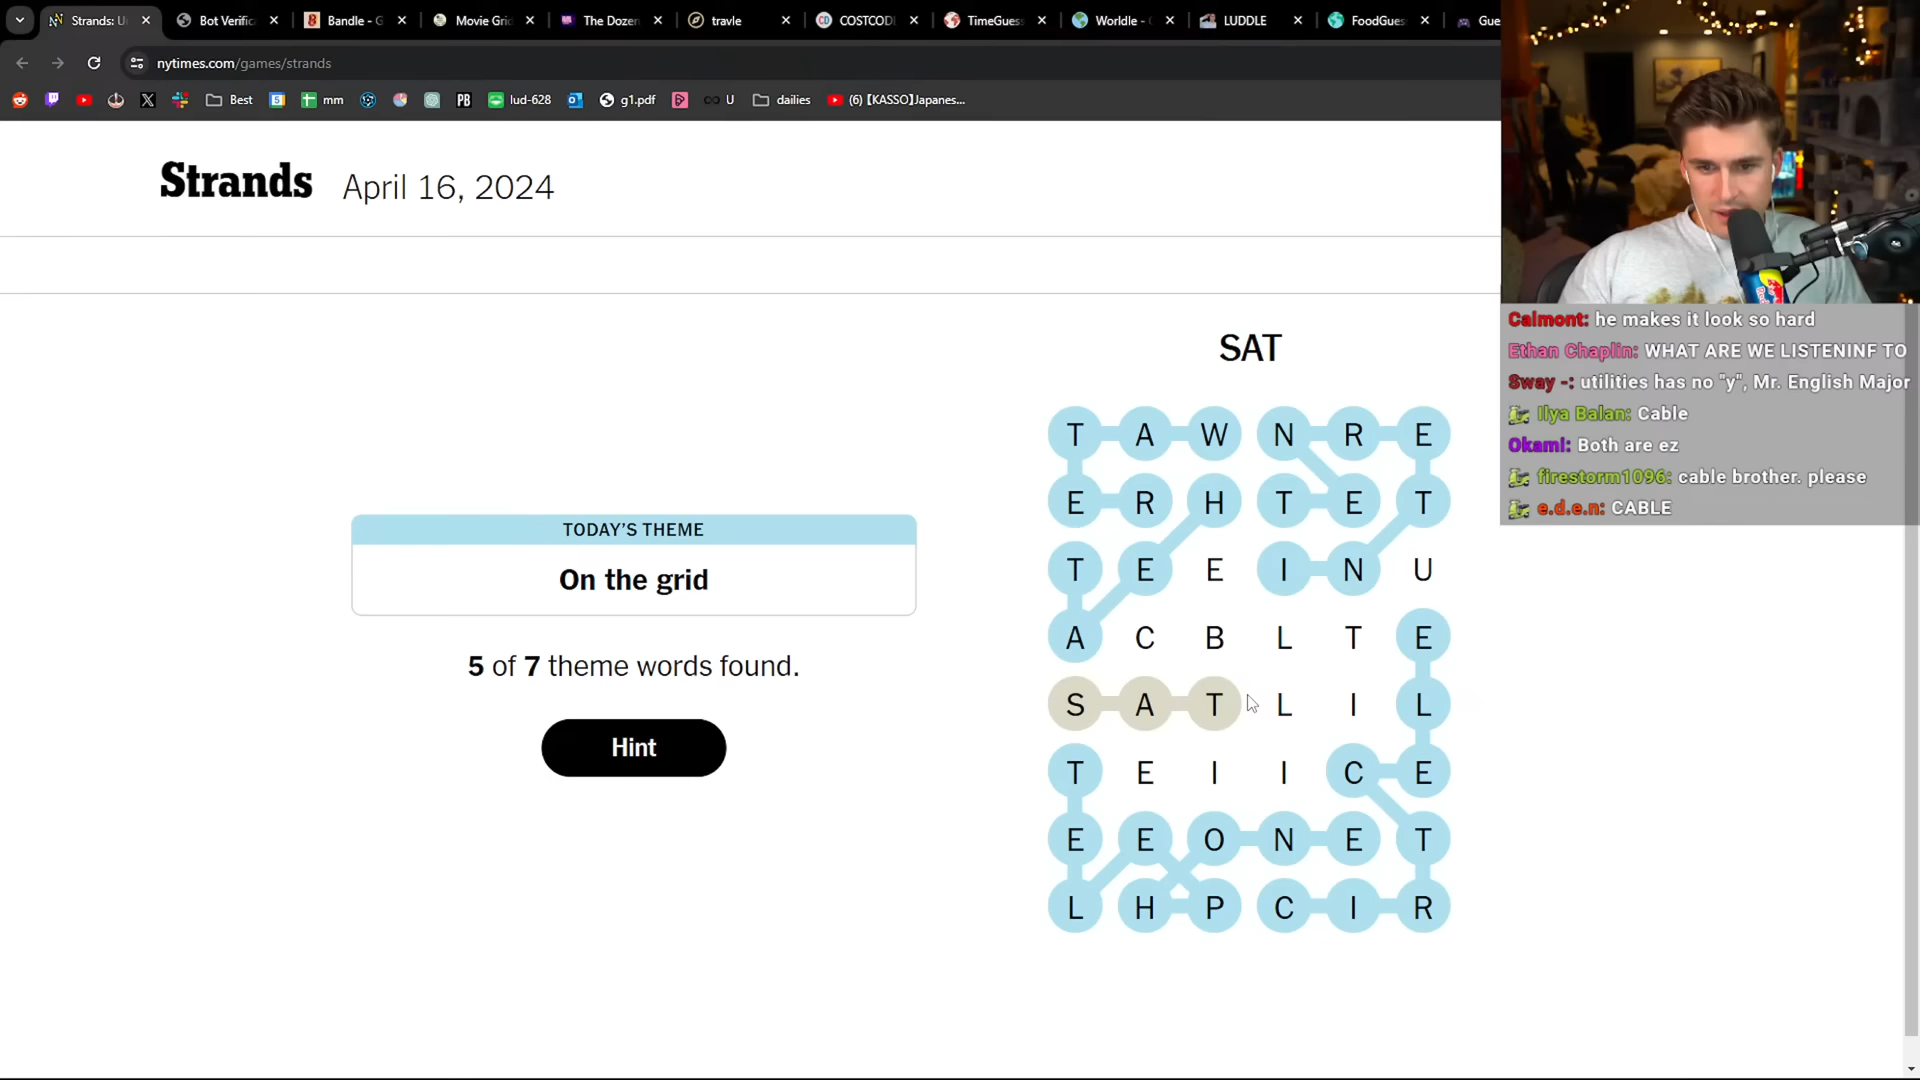 Strands: U
Bot Verific
Bandle - G
Movie Grid
The Dozen
travle
COSTCODL
TimeGuess
Worldle -
LUDDLE
FoodGues
Gue
nytimes.com/games/strands
Best
mm
PB
lud-628
g1.pdf
U
dailies
(6) 【KASSO】Japanes...
Strands April 16, 2024
Calmont: he makes it look so hard
Ethan Chaplin: WHAT ARE WE LISTENINF TO
Sway -: utilities has no "y", Mr. English Major
Ilya Balan: Cable
Okami: Both are ez
firestorm1096: cable brother. please
e.d.e.n: CABLE
TODAY'S THEME
On the grid
5 of 7 theme words found.
Hint
SAT
T A W N R E
E R H T E T
T E E I N U
A C B L T E
S A T L I L
T E I I C E
E E O N E T
L H P C I R